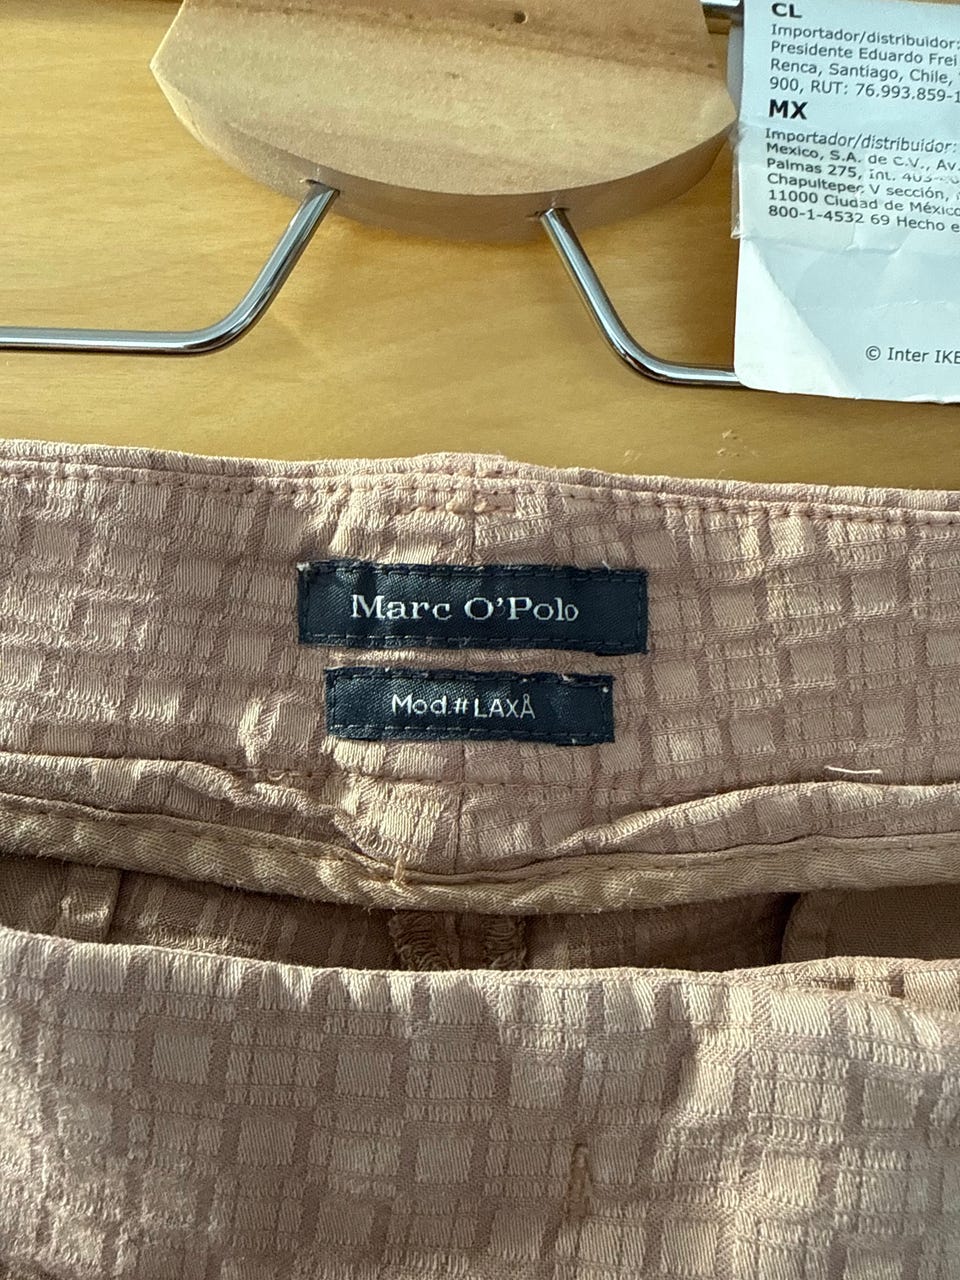 CL
Importador/distribuidor:
Presidente Eduardo Frei
Renca, Santiago, Chile,
900, RUT: 76.993.859-1
MX
Importador/distribuidor:
Mexico, S.A. de C.V., Av.
Palmas 275, int.
Chapultepec V sección,
11000 Ciudad de México
800-1-4532 69 Hecho e
© Inter IKE
Marc O'Polo
Mod.#LAXÅ